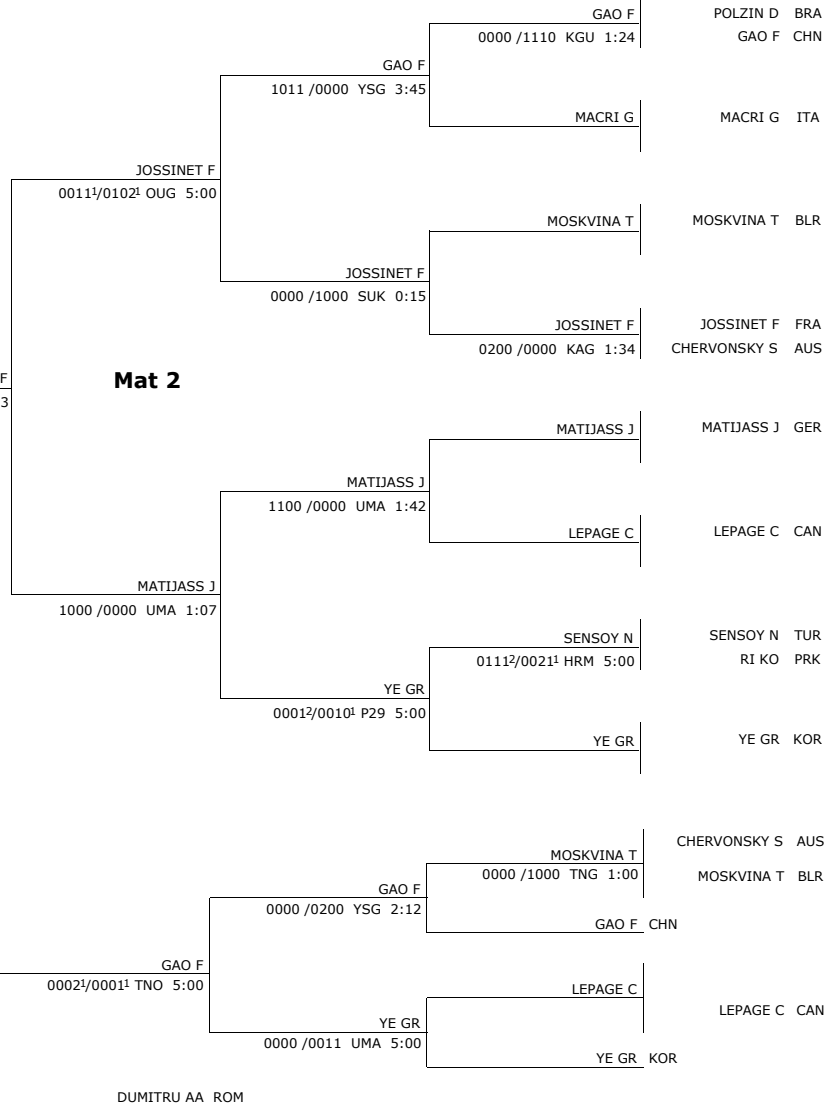 GAO F POLZIN D BRA
0000 /1110 KGU 1:24 GAO F CHN
GAO F
1011 /0000 YSG 3:45
MACRI G MACRI G ITA
JOSSINET F
0011¹/0102¹ OUG 5:00
MOSKVINA T MOSKVINA T BLR
JOSSINET F
0000 /1000 SUK 0:15
JOSSINET F JOSSINET F FRA
0200 /0000 KAG 1:34 CHERVONSKY S AUS
F Mat 2
3
MATIJASS J MATIJASS J GER
MATIJASS J
1100 /0000 UMA 1:42
LEPAGE C LEPAGE C CAN
MATIJASS J
1000 /0000 UMA 1:07
SENSOY N SENSOY N TUR
0111²/0021¹ HRM 5:00 RI KO PRK
YE GR
0001²/0010¹ P29 5:00
YE GR YE GR KOR
CHERVONSKY S AUS
MOSKVINA T
0000 /1000 TNG 1:00 MOSKVINA T BLR
GAO F
0000 /0200 YSG 2:12
GAO F CHN
GAO F
0002¹/0001¹ TNO 5:00
LEPAGE C
LEPAGE C CAN
YE GR
0000 /0011 UMA 5:00
YE GR KOR
DUMITRU AA ROM